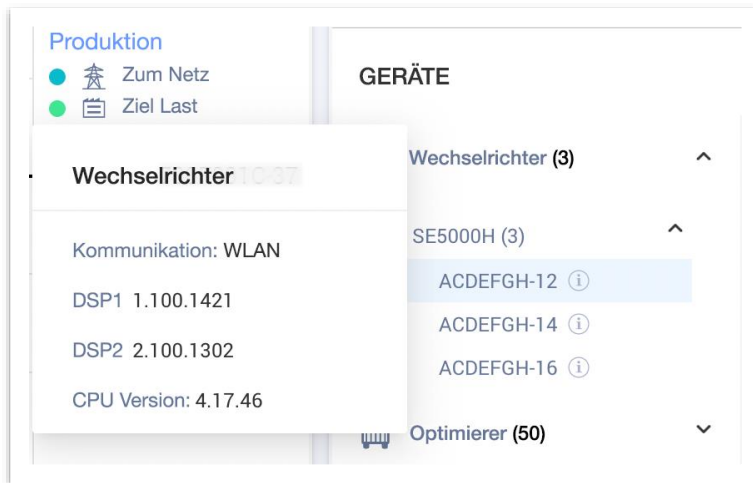 Produktion
Zum Netz
Ziel Last
Wechselrichter
Kommunikation: WLAN
DSP1 1.100.1421
DSP2 2.100.1302
CPU Version: 4.17.46
GERÄTE
Wechselrichter (3)
SE5000H (3)
ACDEFGH-12
ACDEFGH-14
ACDEFGH-16
Optimierer (50)